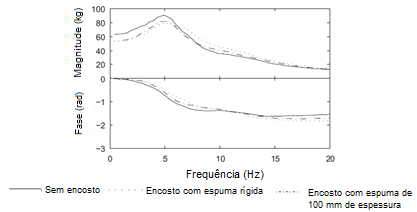 Magnitude (kg)
100
80
60
40
20
0
Fase (rad)
-1
-2
-3
0
5
10
15
20
Frequência (Hz)
Sem encosto
Encosto com espuma rígida
Encosto com espuma de
100 mm de espessura